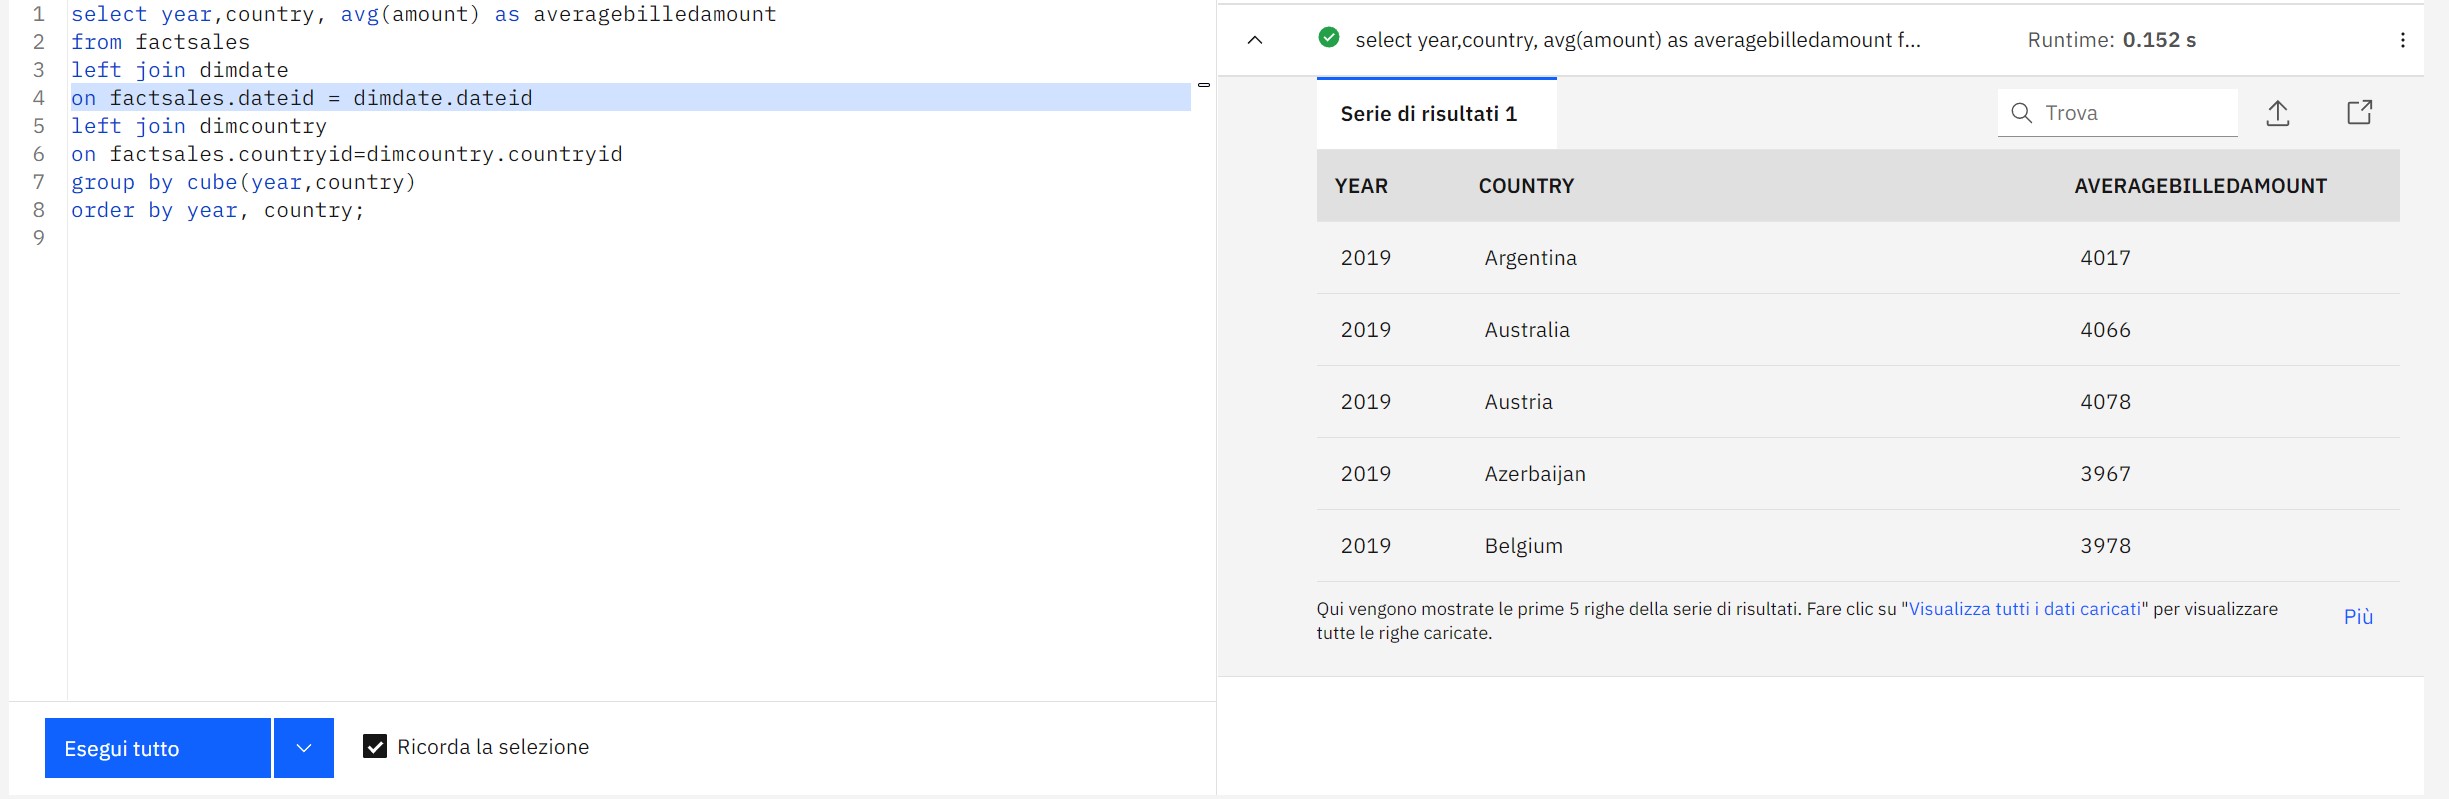 1 select year,country, avg(amount) as averagebilledamount
2 from factsales
3 left join dimdate
4 on factsales.dateid = dimdate.dateid
5 left join dimcountry
6 on factsales.countryid=dimcountry.countryid
7 group by cube(year,country)
8 order by year, country;
9
Esegui tutto
Ricorda la selezione
select year,country, avg(amount) as averagebilledamount f... Runtime: 0.152 s
Serie di risultati 1
Trova
YEAR COUNTRY AVERAGEBILLEDAMOUNT
2019 Argentina 4017
2019 Australia 4066
2019 Austria 4078
2019 Azerbaijan 3967
2019 Belgium 3978
Qui vengono mostrate le prime 5 righe della serie di risultati. Fare clic su "Visualizza tutti i dati caricati" per visualizzare
tutte le righe caricate.
Più